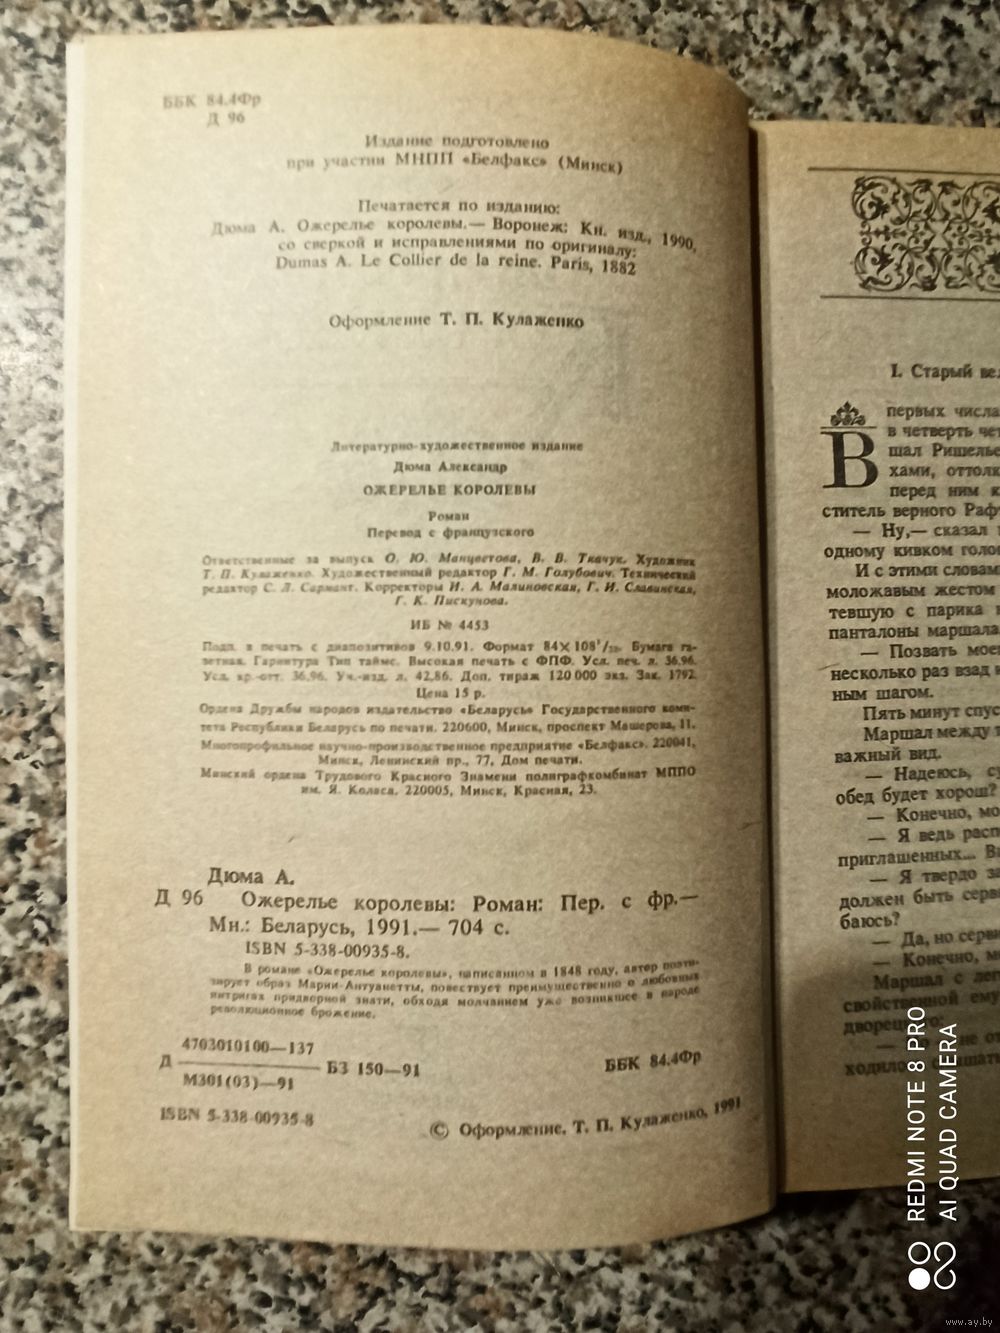 ББК 84.4Фр
Д 96
Издание подготовлено
при участии МНПП «Белфакс» (Минск)
Печатается по изданию:
Дюма А. Ожерелье королевы.— Воронеж: Кн. изд., 1990,
со сверкой и исправлениями по оригиналу:
Dumas A. Le Collier de la reine. Paris, 1882
Оформление Т. П. Кулаженко
Литературно-художественное издание
Дюма Александр
ОЖЕРЕЛЬЕ КОРОЛЕВЫ
Роман
Перевод с французского
Ответственные за выпуск О. Ю. Манцветова, В. В. Ткачук. Художник
Т. П. Кулаженко. Художественный редактор Г. М. Голубович. Технический
редактор С. Л. Сармант. Корректоры И. А. Малиновская, Г. И. Славинская,
Г. К. Пискунова.
ИБ № 4453
Подп. в печать с диапозитивов 9.10.91. Формат 84×108¹/₃₂. Бумага га-
зетная. Гарнитура Тип таймс. Высокая печать с ФПФ. Усл. печ. л. 36,96.
Усл. кр.-отт. 36,96. Уч.-изд. л. 42,86. Доп. тираж 120 000 экз. Зак. 1792.
Цена 15 р.
Ордена Дружбы народов издательство «Беларусь» Государственного коми-
тета Республики Беларусь по печати. 220600, Минск, проспект Машерова, 11.
Многопрофильное научно-производственное предприятие «Белфакс». 220041,
Минск, Ленинский пр., 77, Дом печати.
Минский ордена Трудового Красного Знамени полиграфкомбинат МППО
им. Я. Коласа. 220005, Минск, Красная, 23.
Дюма А.
Д 96 Ожерелье королевы: Роман: Пер. с фр.—
Мн.: Беларусь, 1991.— 704 с.
ISBN 5-338-00935-8.
В романе «Ожерелье королевы», написанном в 1848 году, автор поэти-
зирует образ Марии-Антуанетты, повествует преимущественно о любовных
интригах придворной знати, обходя молчанием уже возникшее в народе
революционное брожение.
4703010100—137
Д БЗ 150—91 ББК 84.4Фр
М301(03)—91
ISBN 5-338-00935-8
© Оформление. Т. П. Кулаженко, 1991
I. Старый вел
В первых числа
в четверть чет
шал Ришелье
хами, оттолк
перед ним к
ститель верного Рафт
— Ну,— сказал
одному кивком голо
И с этими словам
моложавым жестом
тевшую с парика
панталоны маршала.
— Позвать мое
несколько раз взад и
ным шагом.
Пять минут спус
Маршал между т
важный вид.
— Надеюсь, су
обед будет хорош?
— Конечно, мо
— Я ведь расп
приглашенных... Ва
— Я твердо за
должен быть серв
баюсь?
— Да, но серви
— Конечно, мо
Маршал с лег
свойственной ему
дворецкого:
ходило
REDMI NOTE 8 PRO
AI QUAD CAMERA
www.ay.by